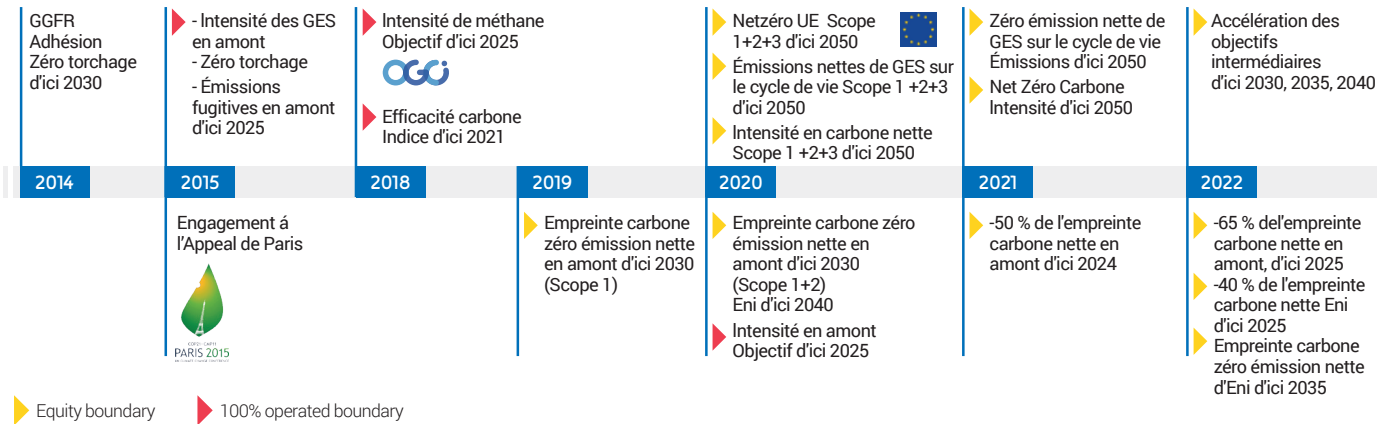 GGFR
Adhésion
Zéro torchage
d'ici 2030
- Intensité des GES
en amont
- Zéro torchage
- Émissions
fugitives en amont
d'ici 2025
Intensité de méthane
Objectif d'ici 2025
OGCi
Efficacité carbone
Indice d'ici 2021
Netzéro UE Scope
1+2+3 d'ici 2050
Émissions nettes de GES sur
le cycle de vie Scope 1 +2+3
d'ici 2050
Intensité en carbone nette
Scope 1 +2+3 d'ici 2050
Zéro émission nette de
GES sur le cycle de vie
Émissions d'ici 2050
Net Zéro Carbone
Intensité d'ici 2050
Accélération des
objectifs
intermédiaires
d'ici 2030, 2035, 2040
2014
2015
2018
2019
2020
2021
2022
Engagement á
l'Appeal de Paris
COP21·CMP11
PARIS 2015
UN CLIMATE CHANGE CONFERENCE
Empreinte carbone
zéro émission nette
en amont d'ici 2030
(Scope 1)
Empreinte carbone zéro
émission nette en
amont d'ici 2030
(Scope 1+2)
Eni d'ici 2040
Intensité en amont
Objectif d'ici 2025
-50 % de l'empreinte
carbone nette en
amont d'ici 2024
-65 % del'empreinte
carbone nette en
amont, d'ici 2025
-40 % de l'empreinte
carbone nette Eni
d'ici 2025
Empreinte carbone
zéro émission nette
d'Eni d'ici 2035
Equity boundary
100% operated boundary